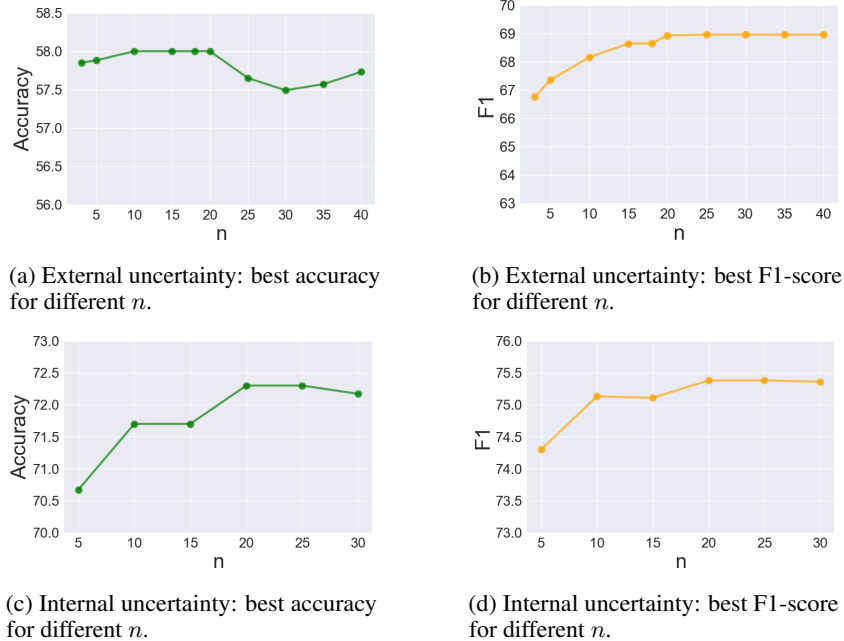 58.5
58.0
57.5
57.0
56.5
56.0
Accuracy
5 10 15 20 25 30 35 40
n
70
69
68
67
66
65
64
63
F1
5 10 15 20 25 30 35 40
n
(a) External uncertainty: best accuracy
for different n.
(b) External uncertainty: best F1-score
for different n.
73.0
72.5
72.0
71.5
71.0
70.5
70.0
Accuracy
5 10 15 20 25 30
n
76.0
75.5
75.0
74.5
74.0
73.5
73.0
F1
5 10 15 20 25 30
n
(c) Internal uncertainty: best accuracy
for different n.
(d) Internal uncertainty: best F1-score
for different n.